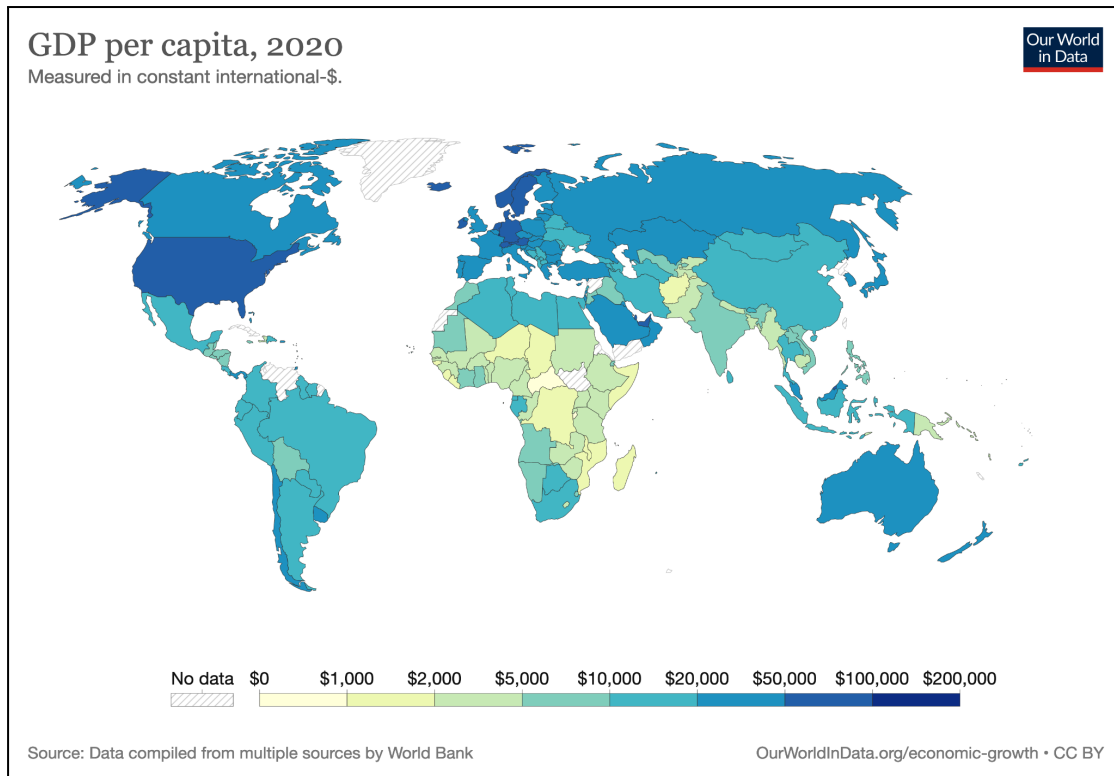 GDP per capita, 2020
Measured in constant international-$.
Our World
in Data
No data $0 $1,000 $2,000 $5,000 $10,000 $20,000 $50,000 $100,000 $200,000
Source: Data compiled from multiple sources by World Bank
OurWorldInData.org/economic-growth • CC BY